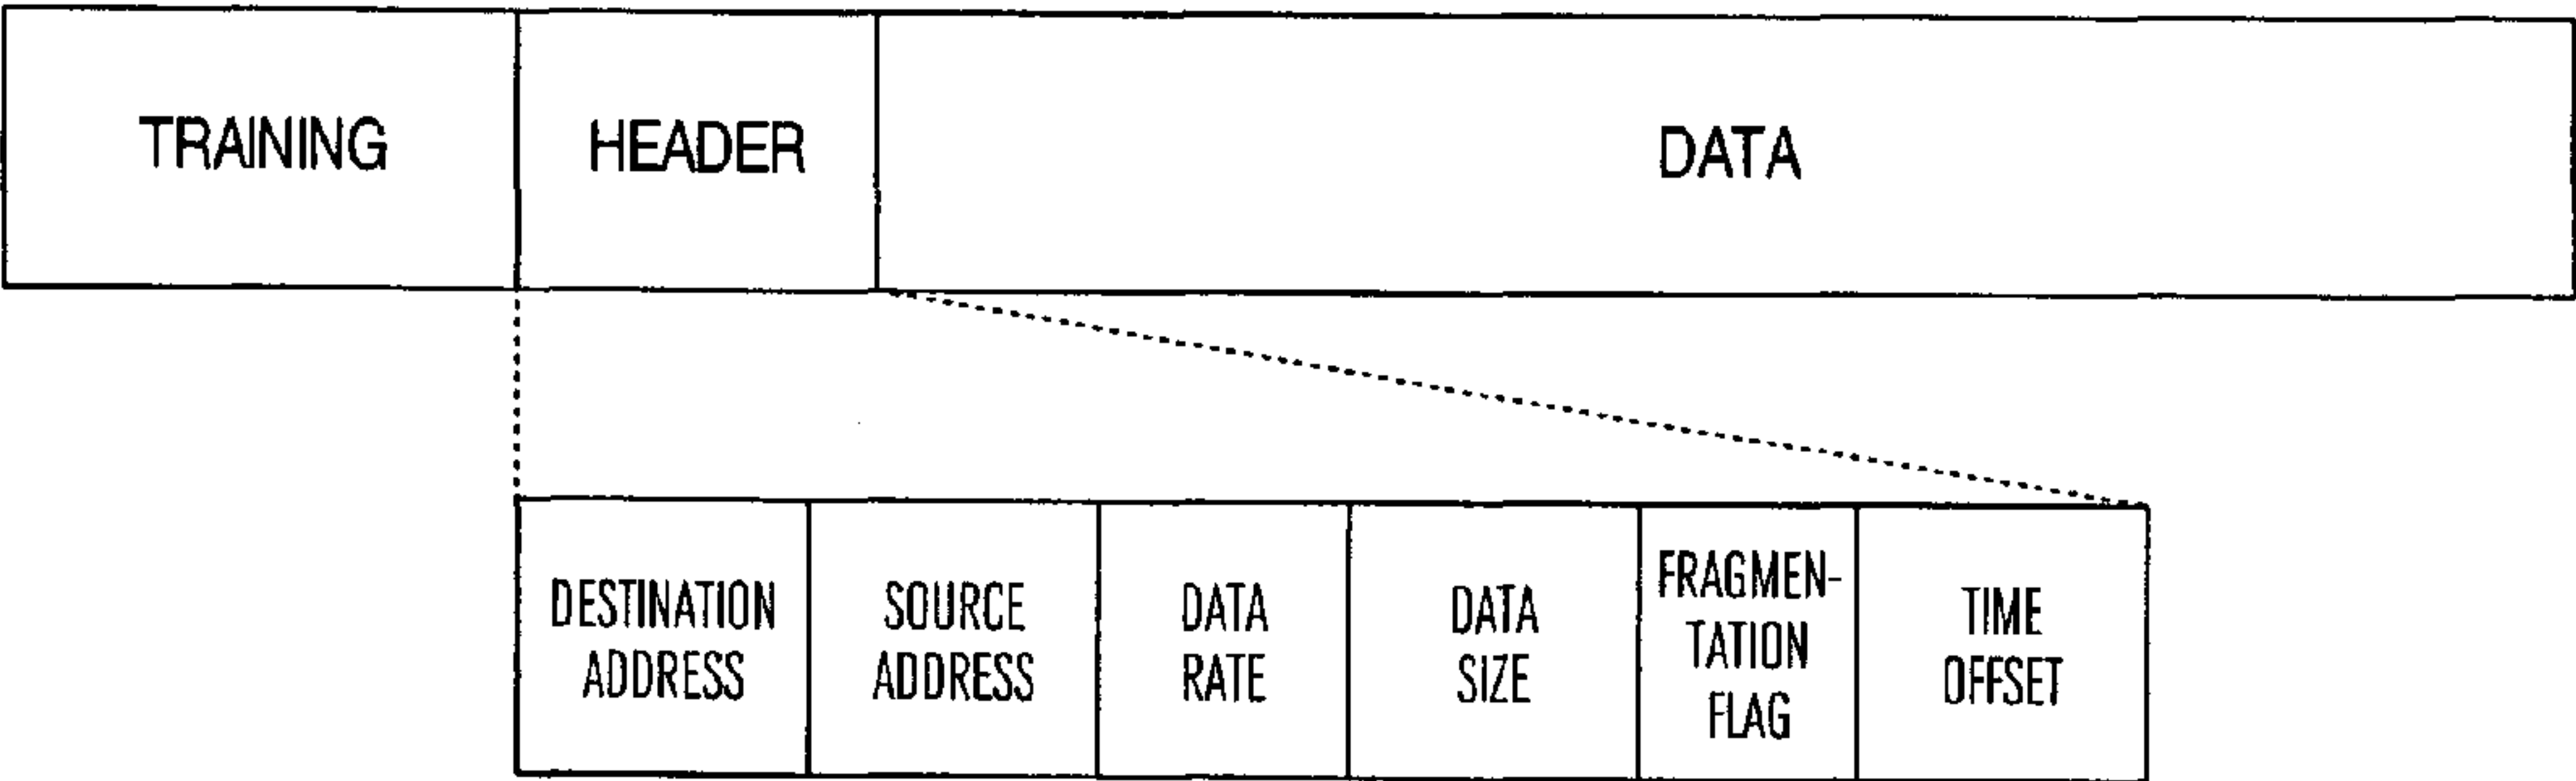 TRAINING
HEADER
DATA
DESTINATION
ADDRESS
SOURCE
ADDRESS
DATA
RATE
DATA
SIZE
FRAGMEN-
TATION
FLAG
TIME
OFFSET